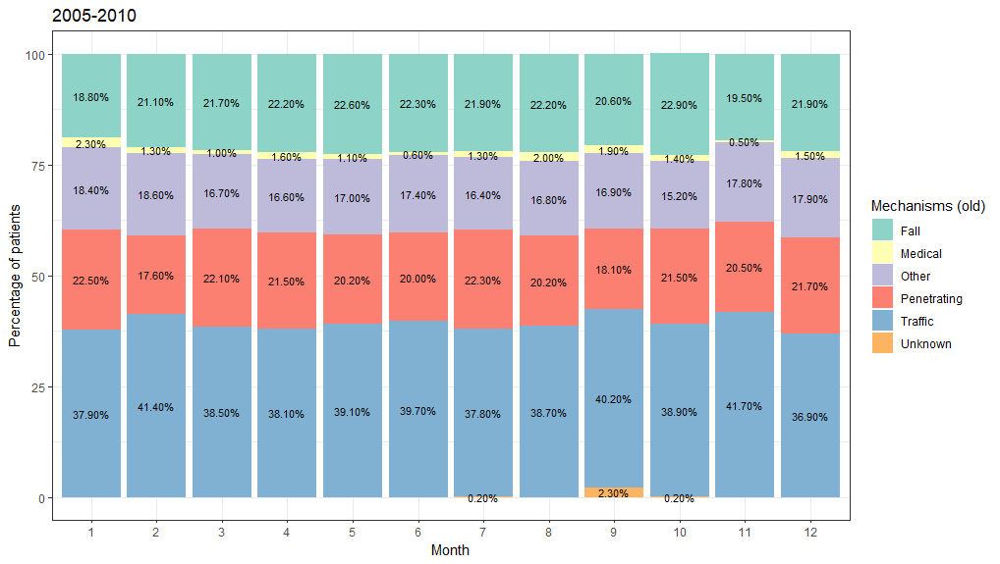 2005-2010
100
18.80% 21.10% 21.70% 22.20% 22.60% 22.30% 21.90% 22.20% 20.60% 22.90% 19.50% 21.90%
2.30% 1.30% 1.00% 1.60% 1.10% 0.60% 1.30% 2.00% 1.90% 1.40% 0.50% 1.50%
75
18.40% 18.60% 16.70% 16.60% 17.00% 17.40% 16.40% 16.80% 16.90% 15.20% 17.80% 17.90%
50
22.50% 17.60% 22.10% 21.50% 20.20% 20.00% 22.30% 20.20% 18.10% 21.50% 20.50% 21.70%
25
37.90% 41.40% 38.50% 38.10% 39.10% 39.70% 37.80% 38.70% 40.20% 38.90% 41.70% 36.90%
0
0.20% 2.30% 0.20%
1 2 3 4 5 6 7 8 9 10 11 12
Month
Percentage of patients
Mechanisms (old)
Fall
Medical
Other
Penetrating
Traffic
Unknown